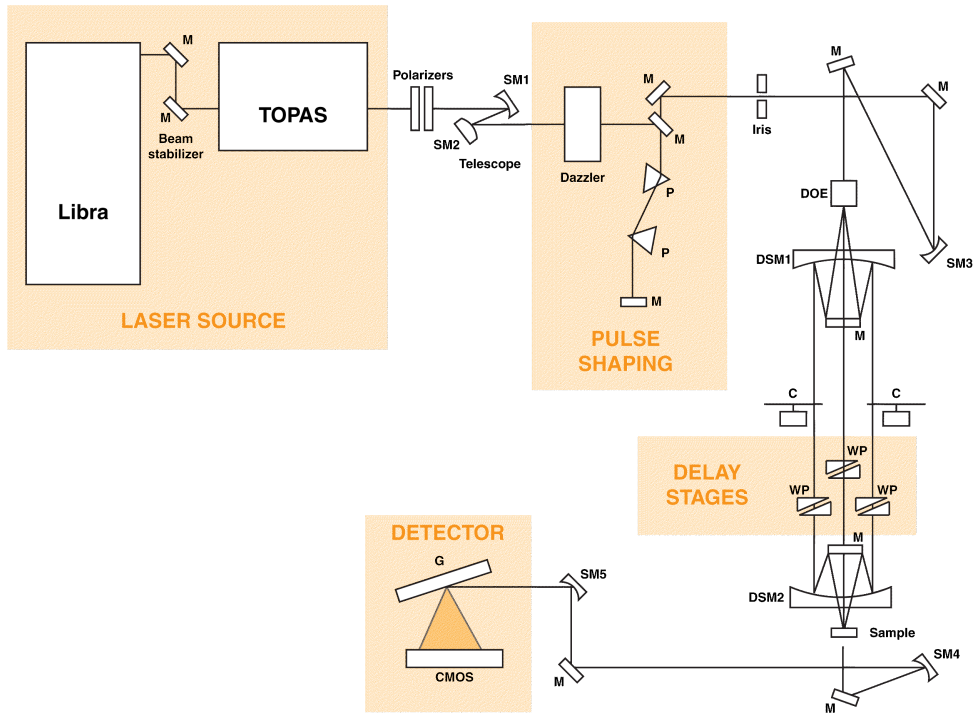 M
M
Beam
stabilizer
Libra
TOPAS
LASER SOURCE
Polarizers
SM1
SM2
Telescope
Dazzler
M
M
P
P
M
PULSE
SHAPING
Iris
M
M
SM3
DOE
DSM1
M
C
C
DELAY
STAGES
WP
WP
WP
M
DSM2
Sample
SM4
M
M
SM5
DETECTOR
G
CMOS